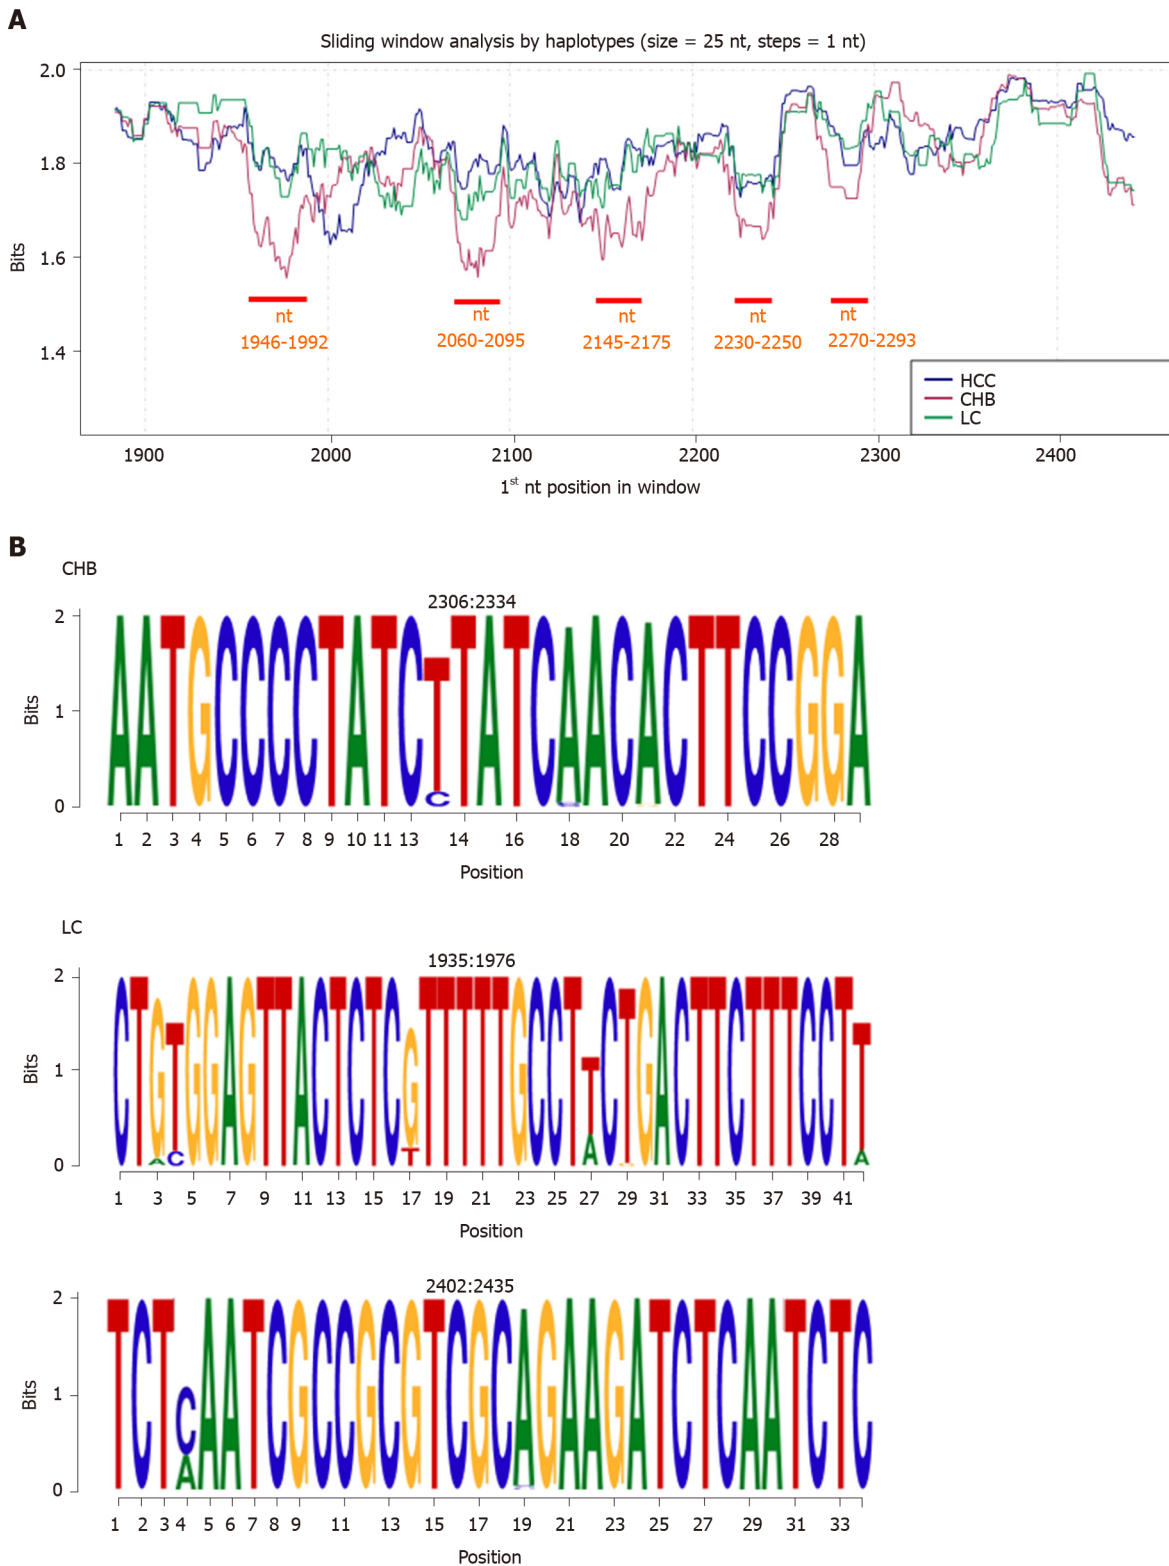 A
Sliding window analysis by haplotypes (size = 25 nt, steps = 1 nt)
2.0
1.8
1.6
1.4
Bits
nt
1946-1992
nt
2060-2095
nt
2145-2175
nt
2230-2250
nt
2270-2293
HCC
CHB
LC
1900 2000 2100 2200 2300 2400
1st nt position in window
B
CHB
2306:2334
2
1
0
Bits
AATGCCCCTATCTTATCAACACTTCCGGA
C
1 2 3 4 5 6 7 8 9 10 11 13 14 16 18 20 22 24 26 28
Position
LC
1935:1976
2
1
0
Bits
CTGTGGAGTTACTCTCGTTTTTGCCTTCTGACTTCTTTCCTT
A C T A A
1 3 5 7 9 11 13 15 17 19 21 23 25 27 29 31 33 35 37 39 41
Position
2402:2435
2
1
0
Bits
TCTCAATCGCCGCGTCGCAGAAGATCTCAATCTC
A
1 2 3 4 5 6 7 8 9 11 13 15 17 19 21 23 25 27 29 31 33
Position